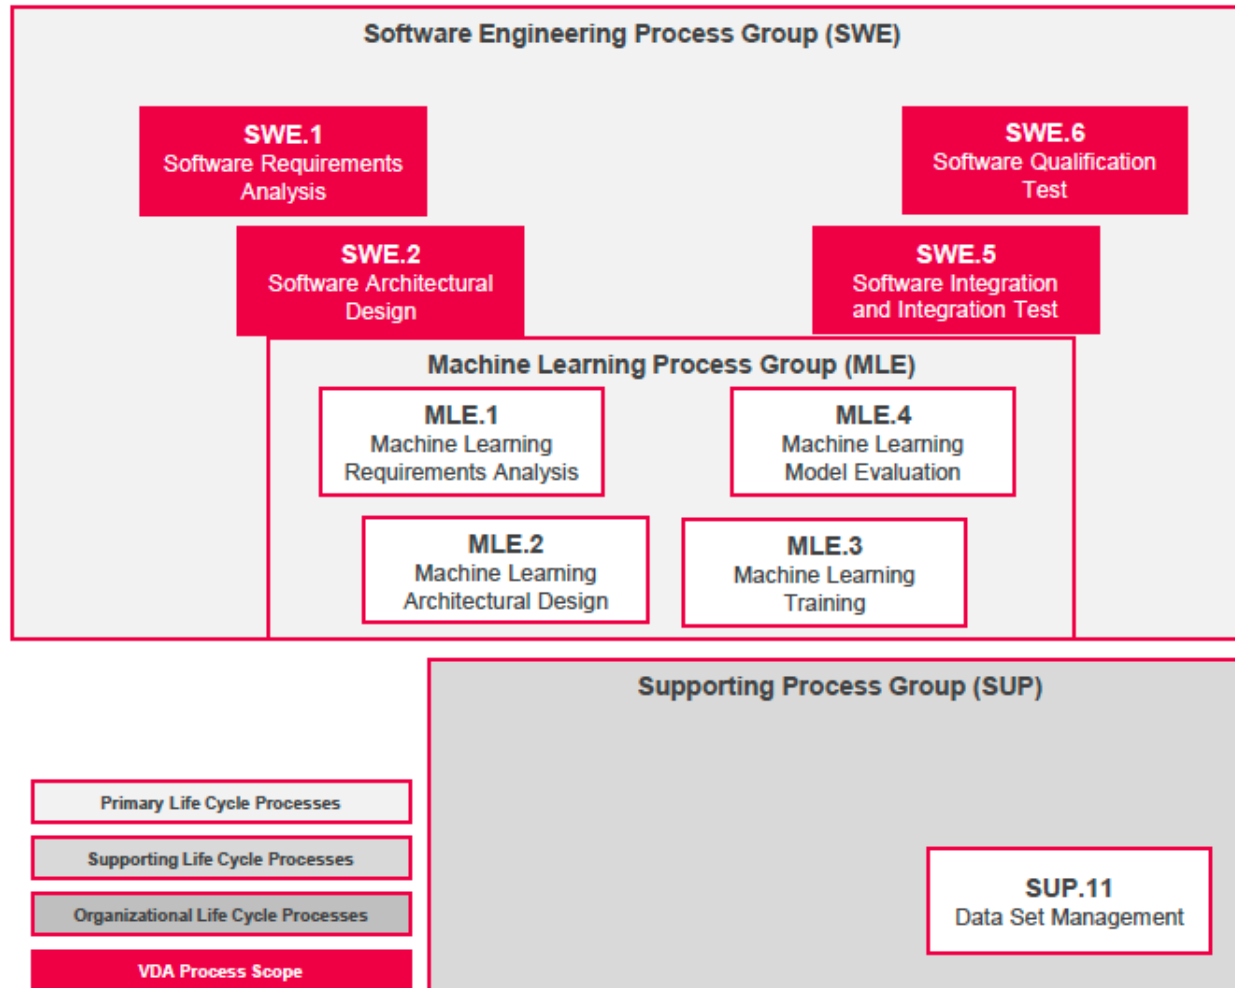 Software Engineering Process Group (SWE)
SWE.1
Software Requirements
Analysis
SWE.6
Software Qualification
Test
SWE.2
Software Architectural
Design
SWE.5
Software Integration
and Integration Test
Machine Learning Process Group (MLE)
MLE.1
Machine Learning
Requirements Analysis
MLE.4
Machine Learning
Model Evaluation
MLE.2
Machine Learning
Architectural Design
MLE.3
Machine Learning
Training
Supporting Process Group (SUP)
Primary Life Cycle Processes
Supporting Life Cycle Processes
Organizational Life Cycle Processes
VDA Process Scope
SUP.11
Data Set Management